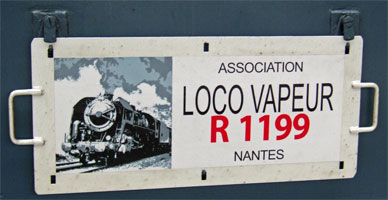 ASSOCIATION
LOCO VAPEUR
R 1199
NANTES